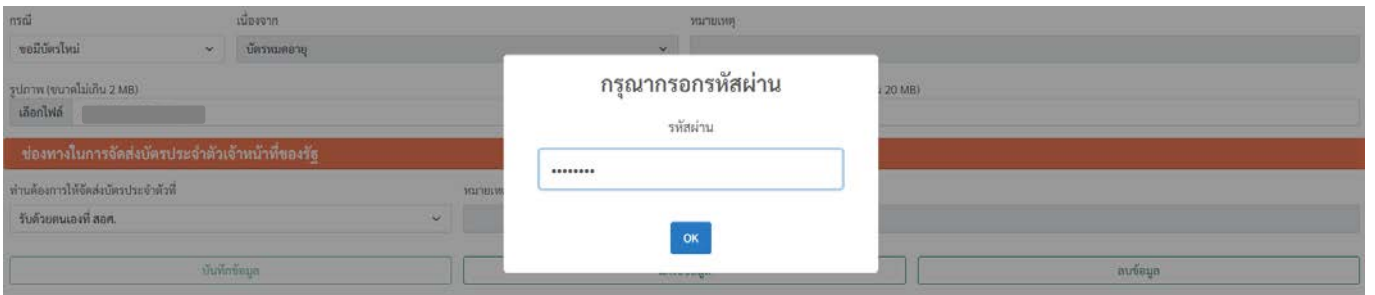 กรณี
เนื่องจาก
หมายเหตุ
ขอมีบัตรใหม่
บัตรหมดอายุ
รูปภาพ (ขนาดไม่เกิน 2 MB)
20 MB)
เลือกไฟล์
ช่องทางในการจัดส่งบัตรประจำตัวเจ้าหน้าที่ของรัฐ
ท่านต้องการให้จัดส่งบัตรประจำตัวที่
รับด้วยตนเองที่ สอศ.
บันทึกข้อมูล
ลบข้อมูล
กรุณากรอกรหัสผ่าน
รหัสผ่าน
••••••••
OK